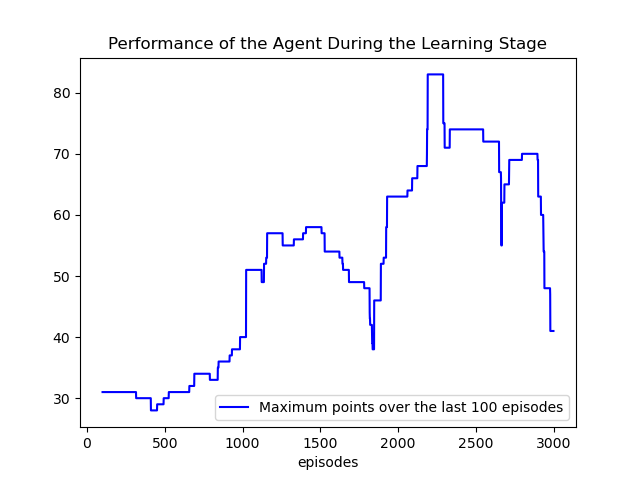 Performance of the Agent During the Learning Stage
80
70
60
50
40
30
Maximum points over the last 100 episodes
0 500 1000 1500 2000 2500 3000
episodes